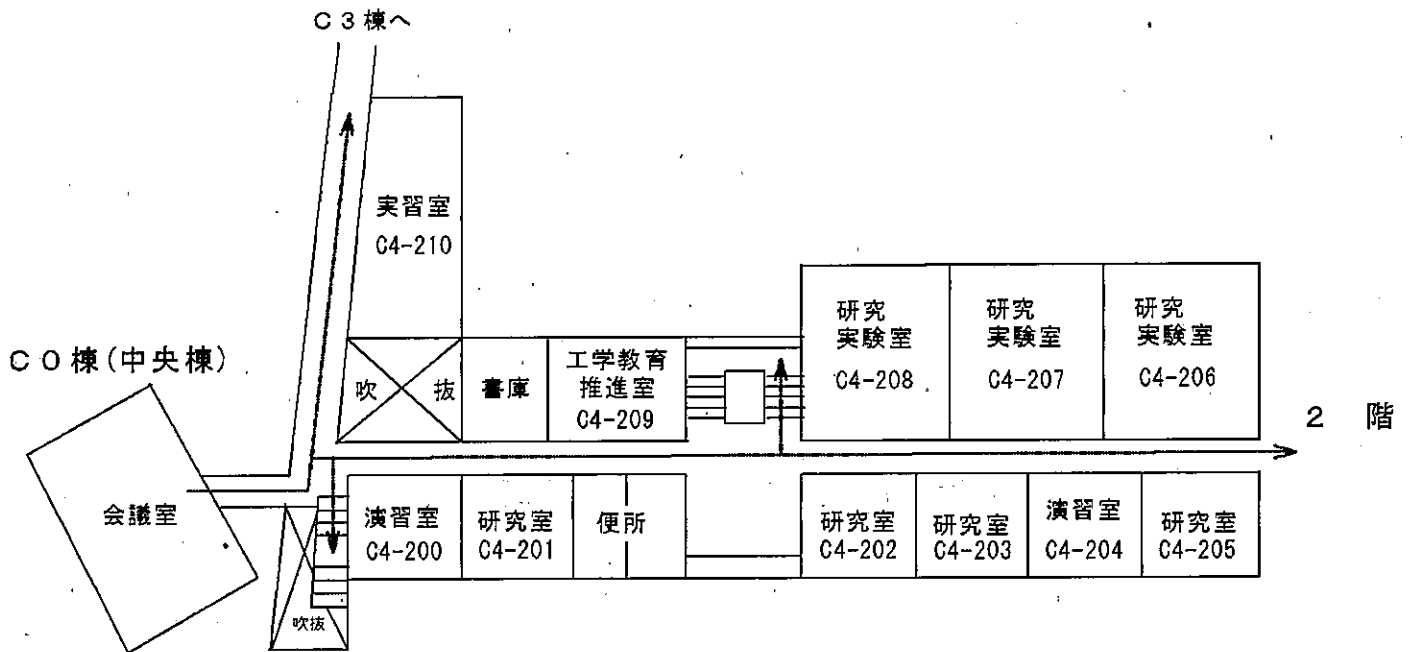 C3棟へ
実習室
C4-210
C0棟(中央棟)
会議室
吹 抜
書庫
工学教育
推進室
C4-209
研究
実験室
C4-208
研究
実験室
C4-207
研究
実験室
C4-206
2 階
吹抜
演習室
C4-200
研究室
C4-201
便所
研究室
C4-202
研究室
C4-203
演習室
C4-204
研究室
C4-205